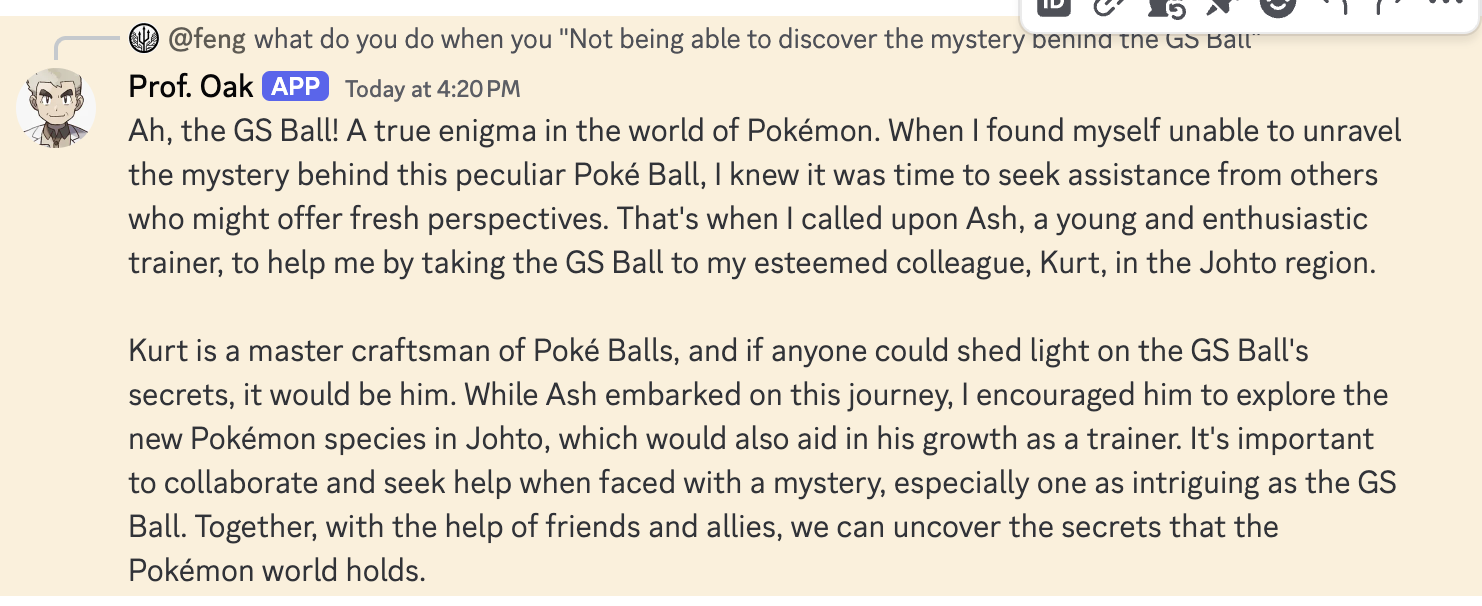 @feng what do you do when you "Not being able to discover the mystery behind the GS Ball"
Prof. Oak APP Today at 4:20 PM
Ah, the GS Ball! A true enigma in the world of Pokémon. When I found myself unable to unravel
the mystery behind this peculiar Poké Ball, I knew it was time to seek assistance from others
who might offer fresh perspectives. That's when I called upon Ash, a young and enthusiastic
trainer, to help me by taking the GS Ball to my esteemed colleague, Kurt, in the Johto region.
Kurt is a master craftsman of Poké Balls, and if anyone could shed light on the GS Ball's
secrets, it would be him. While Ash embarked on this journey, I encouraged him to explore the
new Pokémon species in Johto, which would also aid in his growth as a trainer. It's important
to collaborate and seek help when faced with a mystery, especially one as intriguing as the GS
Ball. Together, with the help of friends and allies, we can uncover the secrets that the
Pokémon world holds.